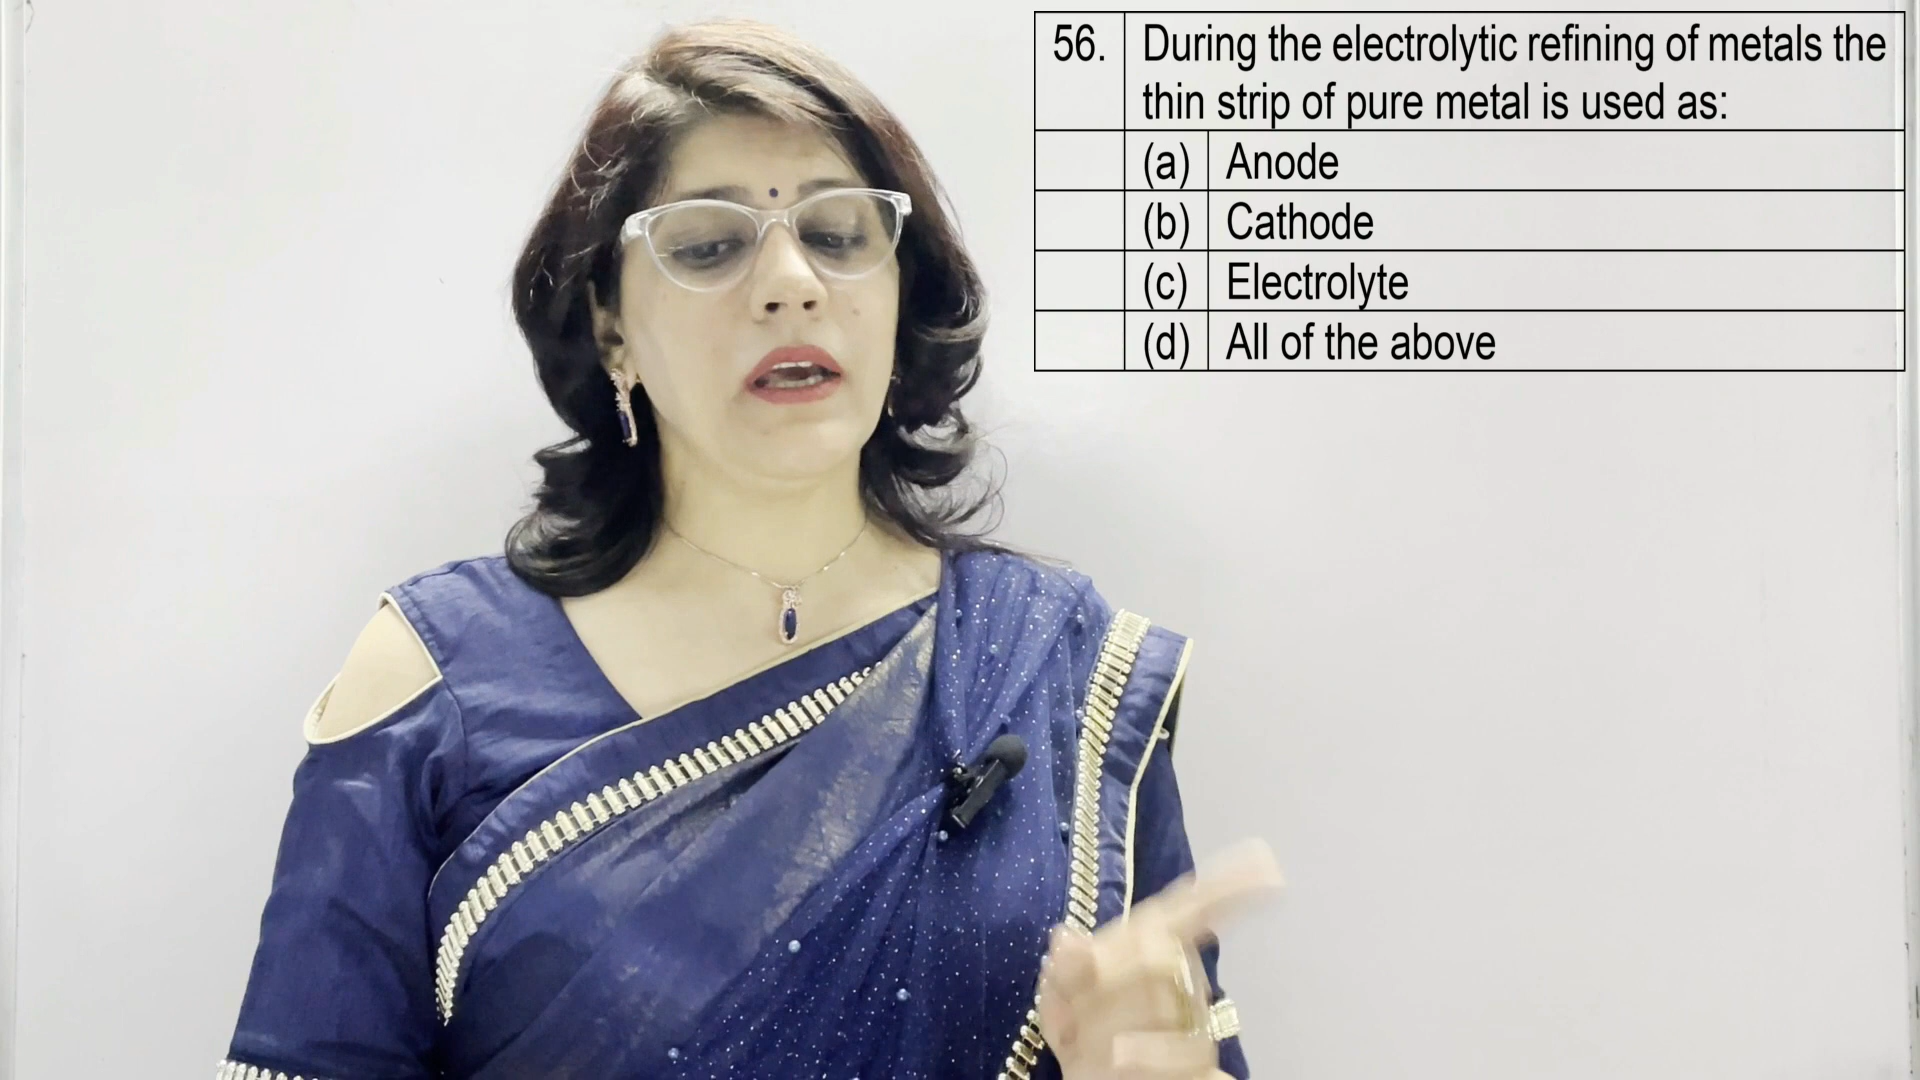 56. During the electrolytic refining of metals the
thin strip of pure metal is used as:
(a) Anode
(b) Cathode
(c) Electrolyte
(d) All of the above